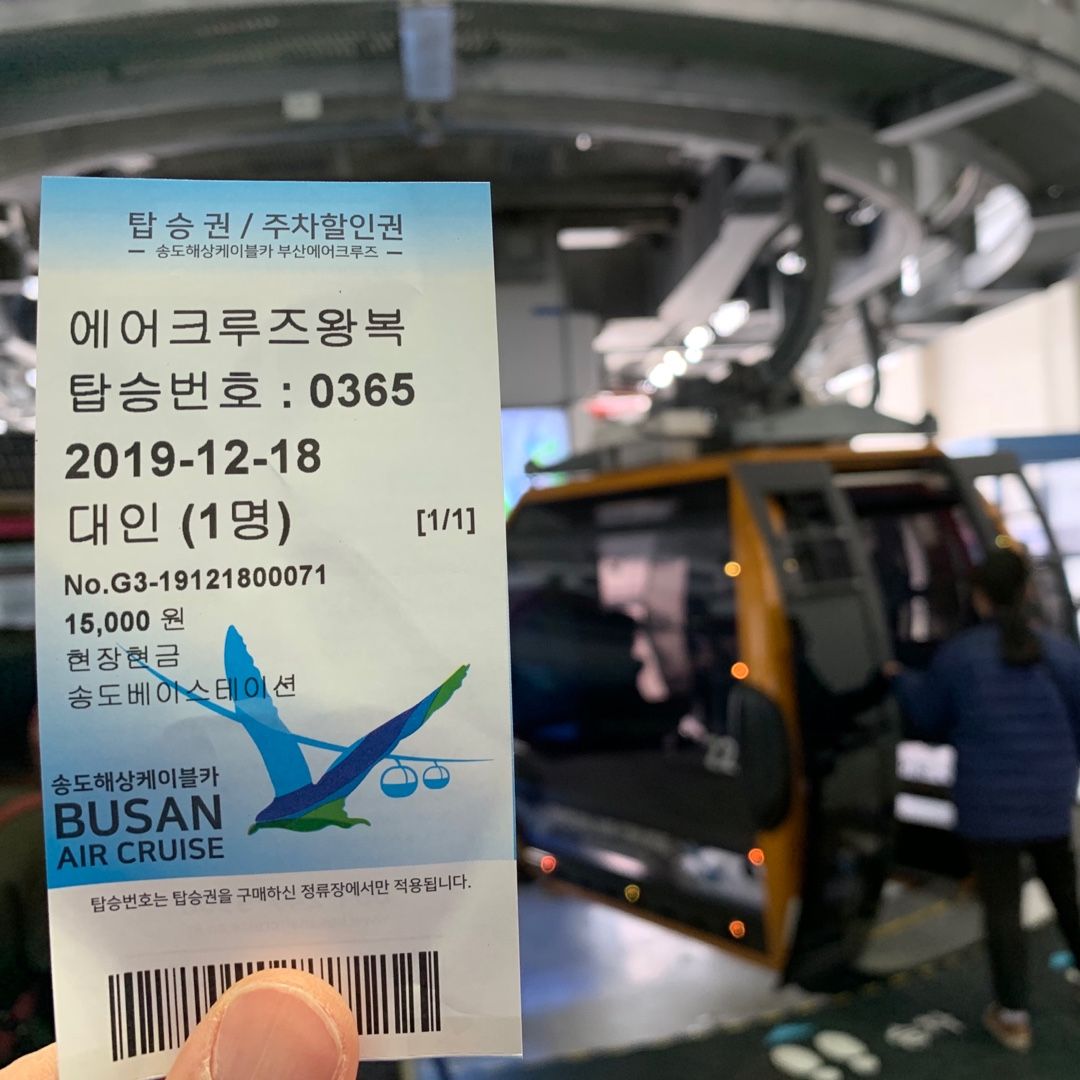 탑 승 권 / 주차할인권
송도해상케이블카 부산에어크루즈
에어크루즈왕복
탑승번호 : 0365
2019-12-18
대인 (1명) [1/1]
No.G3-19121800071
15,000 원
현장현금
송도베이스테이션
송도해상케이블카
BUSAN
AIR CRUISE
탑승번호는 탑승권을 구매하신 정류장에서만 적용됩니다.
22